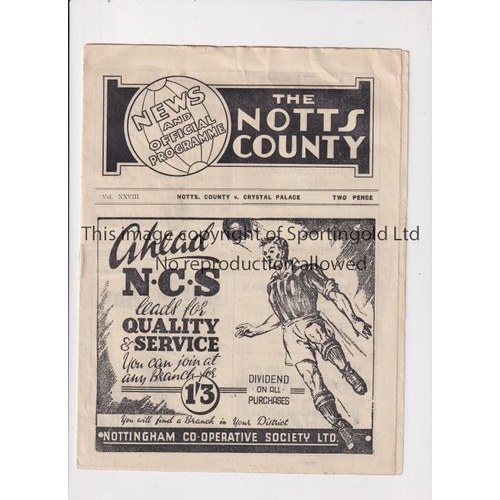 NEWS
AND
OFFICIAL
PROGRAMME
THE
NOTTS
COUNTY
Vol. XXVIII NOTTS. COUNTY v. CRYSTAL PALACE TWO PENCE
This image copyright of Sportingold Ltd
No reproduction allowed
Ahead
N·C·S
leads for
QUALITY
& SERVICE
You can join at
any Branch for
1'3
DIVIDEND
ON ALL
PURCHASES
You will find a Branch in Your District
NOTTINGHAM CO-OPERATIVE SOCIETY LTD.